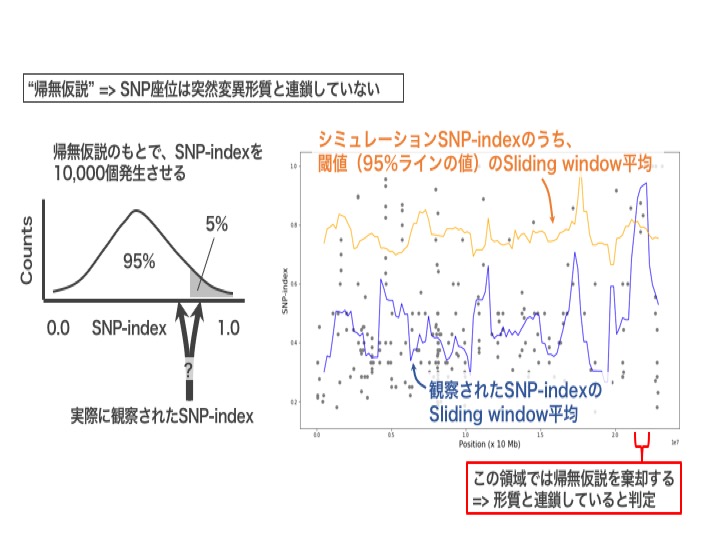 “帰無仮説” => SNP座位は突然変異形質と連鎖していない
帰無仮説のもとで、SNP-indexを
10,000個発生させる
Counts
95%
5%
0.0 SNP-index 1.0
?
実際に観察されたSNP-index
シミュレーションSNP-indexのうち、
閾値（95%ラインの値）のSliding window平均
SNP-index
1.0
0.8
0.6
0.4
0.2
観察されたSNP-indexの
Sliding window平均
0.0 0.5 1.0 1.5 2.0
1e7
Position (x 10 Mb)
この領域では帰無仮説を棄却する
=> 形質と連鎖していると判定